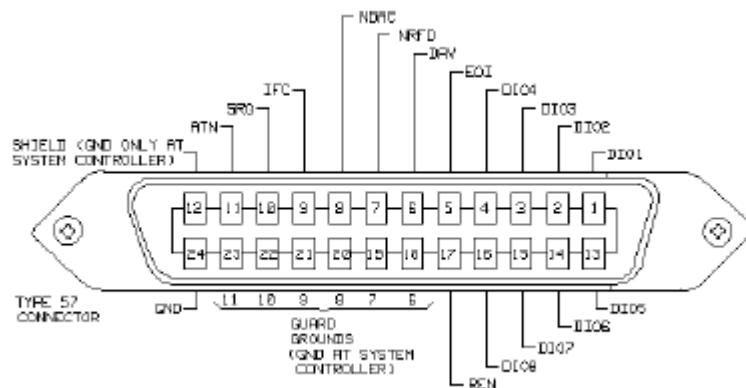 NDAC
NRFD
DAV
EOI
IFC
DIO4
SRQ
DIO3
ATN
DIO2
SHIELD (GND ONLY AT
SYSTEM CONTROLLER)
DIO1
12 11 10 9 8 7 6 5 4 3 2 1
24 23 22 21 20 19 18 17 16 15 14 13
TYPE 57
CONNECTOR
GND
11 10 9 8 7 6
DIO5
GUARD
GROUNDS
(GND AT SYSTEM
CONTROLLER)
DIO6
DIO7
DIO8
REN